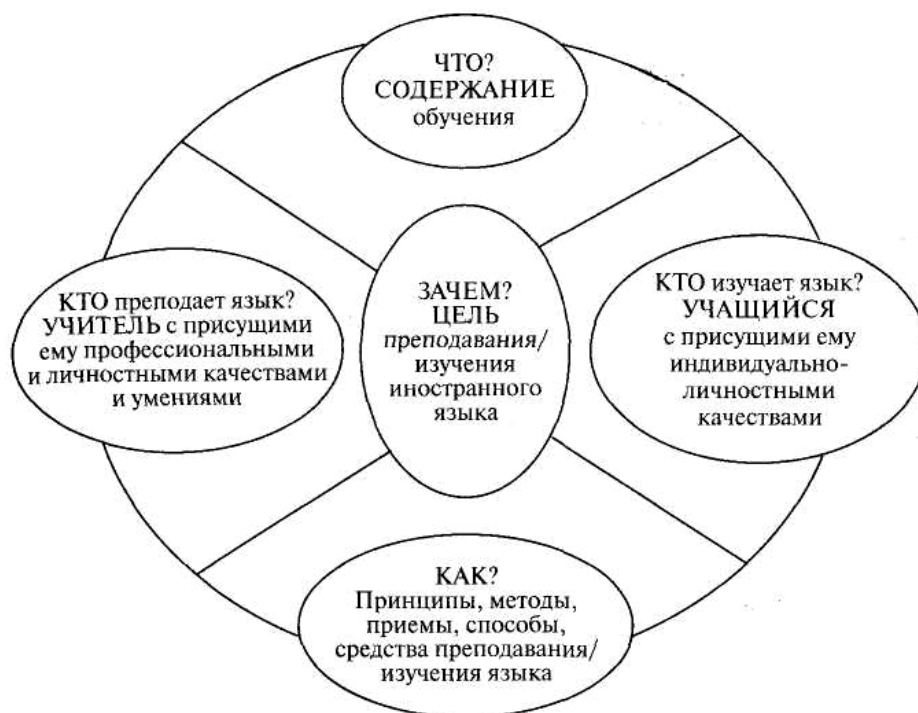 ЧТО?
СОДЕРЖАНИЕ
обучения
КТО преподает язык?
УЧИТЕЛЬ с присущими
ему профессиональными
и личностными качествами
и умениями
ЗАЧЕМ?
ЦЕЛЬ
преподавания/
изучения
иностранного
языка
КТО изучает язык?
УЧАЩИЙСЯ
с присущими ему
индивидуально-
личностными
качествами
КАК?
Принципы, методы,
приемы, способы,
средства преподавания/
изучения языка